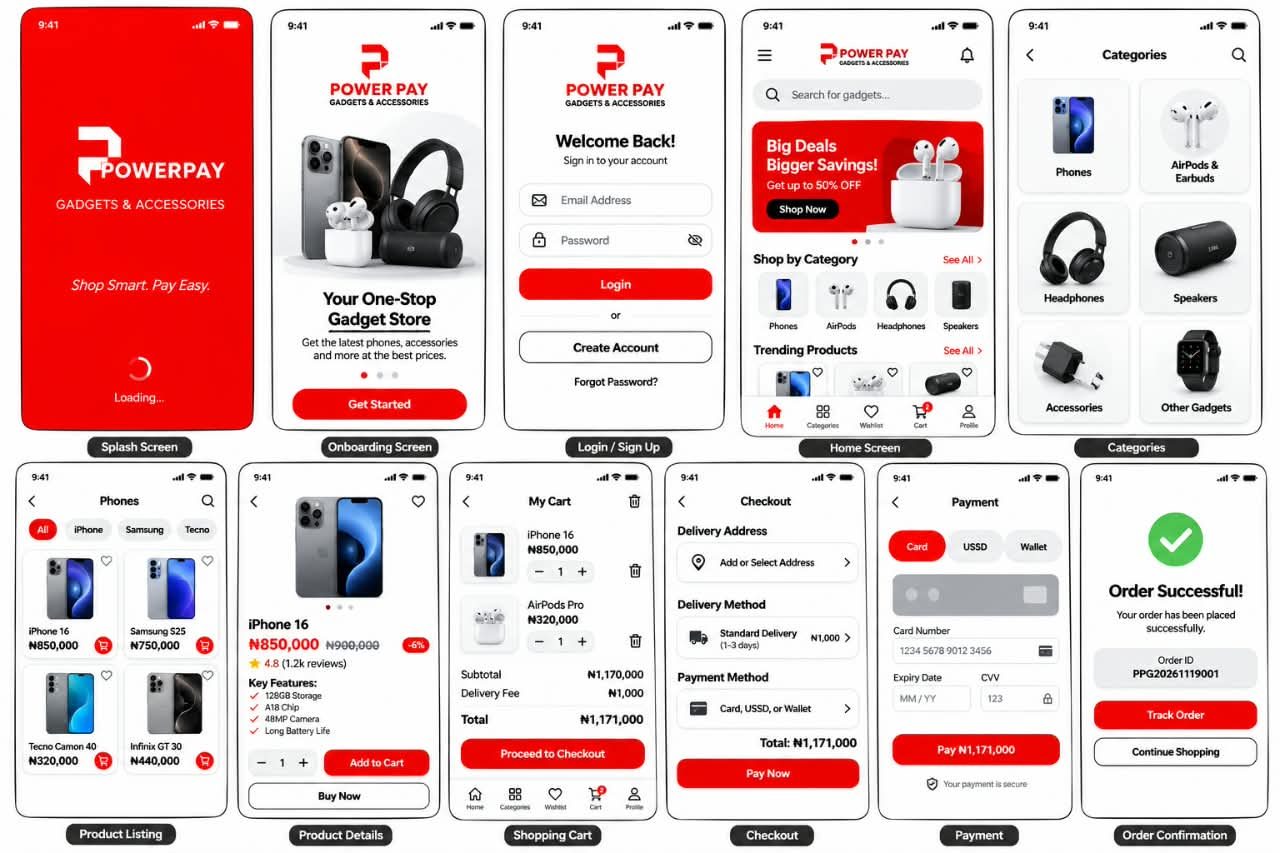 9:41
POWERPAY
GADGETS & ACCESSORIES
Shop Smart. Pay Easy.
Loading...
Splash Screen
9:41
POWER PAY
GADGETS & ACCESSORIES
Your One-Stop
Gadget Store
Get the latest phones, accessories
and more at the best prices.
Get Started
Onboarding Screen
9:41
POWER PAY
GADGETS & ACCESSORIES
Welcome Back!
Sign in to your account
Email Address
Password
Login
or
Create Account
Forgot Password?
Login / Sign Up
9:41
POWER PAY
GADGETS & ACCESSORIES
Search for gadgets...
Big Deals
Bigger Savings!
Get up to 50% OFF
Shop Now
Shop by Category
See All >
Phones
AirPods
Headphones
Speakers
Trending Products
See All >
2
Home
Categories
Wishlist
Cart
Profile
Home Screen
9:41
Categories
Phones
AirPods &
Earbuds
Headphones
Speakers
Accessories
Other Gadgets
Categories
9:41
Phones
All
iPhone
Samsung
Tecno
iPhone 16
₦850,000
Samsung S25
₦750,000
Tecno Camon 40
₦320,000
Infinix GT 30
₦440,000
Product Listing
9:41
iPhone 16
₦850,000 ₦900,000 -6%
4.8 (1.2k reviews)
Key Features:
128GB Storage
A18 Chip
48MP Camera
Long Battery Life
− 1 +
Add to Cart
Buy Now
Product Details
9:41
My Cart
iPhone 16
₦850,000
− 1 +
AirPods Pro
₦320,000
− 1 +
Subtotal ₦1,170,000
Delivery Fee ₦1,000
Total ₦1,171,000
Proceed to Checkout
2
Home
Categories
Wishlist
Cart
Profile
Shopping Cart
9:41
Checkout
Delivery Address
Add or Select Address
Delivery Method
Standard Delivery
(1–3 days)
₦1,000
Payment Method
Card, USSD, or Wallet
Total: ₦1,171,000
Pay Now
Checkout
9:41
Payment
Card
USSD
Wallet
Card Number
1234 5678 9012 3456
Expiry Date
CVV
MM / YY
123
Pay ₦1,171,000
Your payment is secure
Payment
9:41
Order Successful!
Your order has been placed
successfully.
Order ID
PPG20261119001
Track Order
Continue Shopping
Order Confirmation